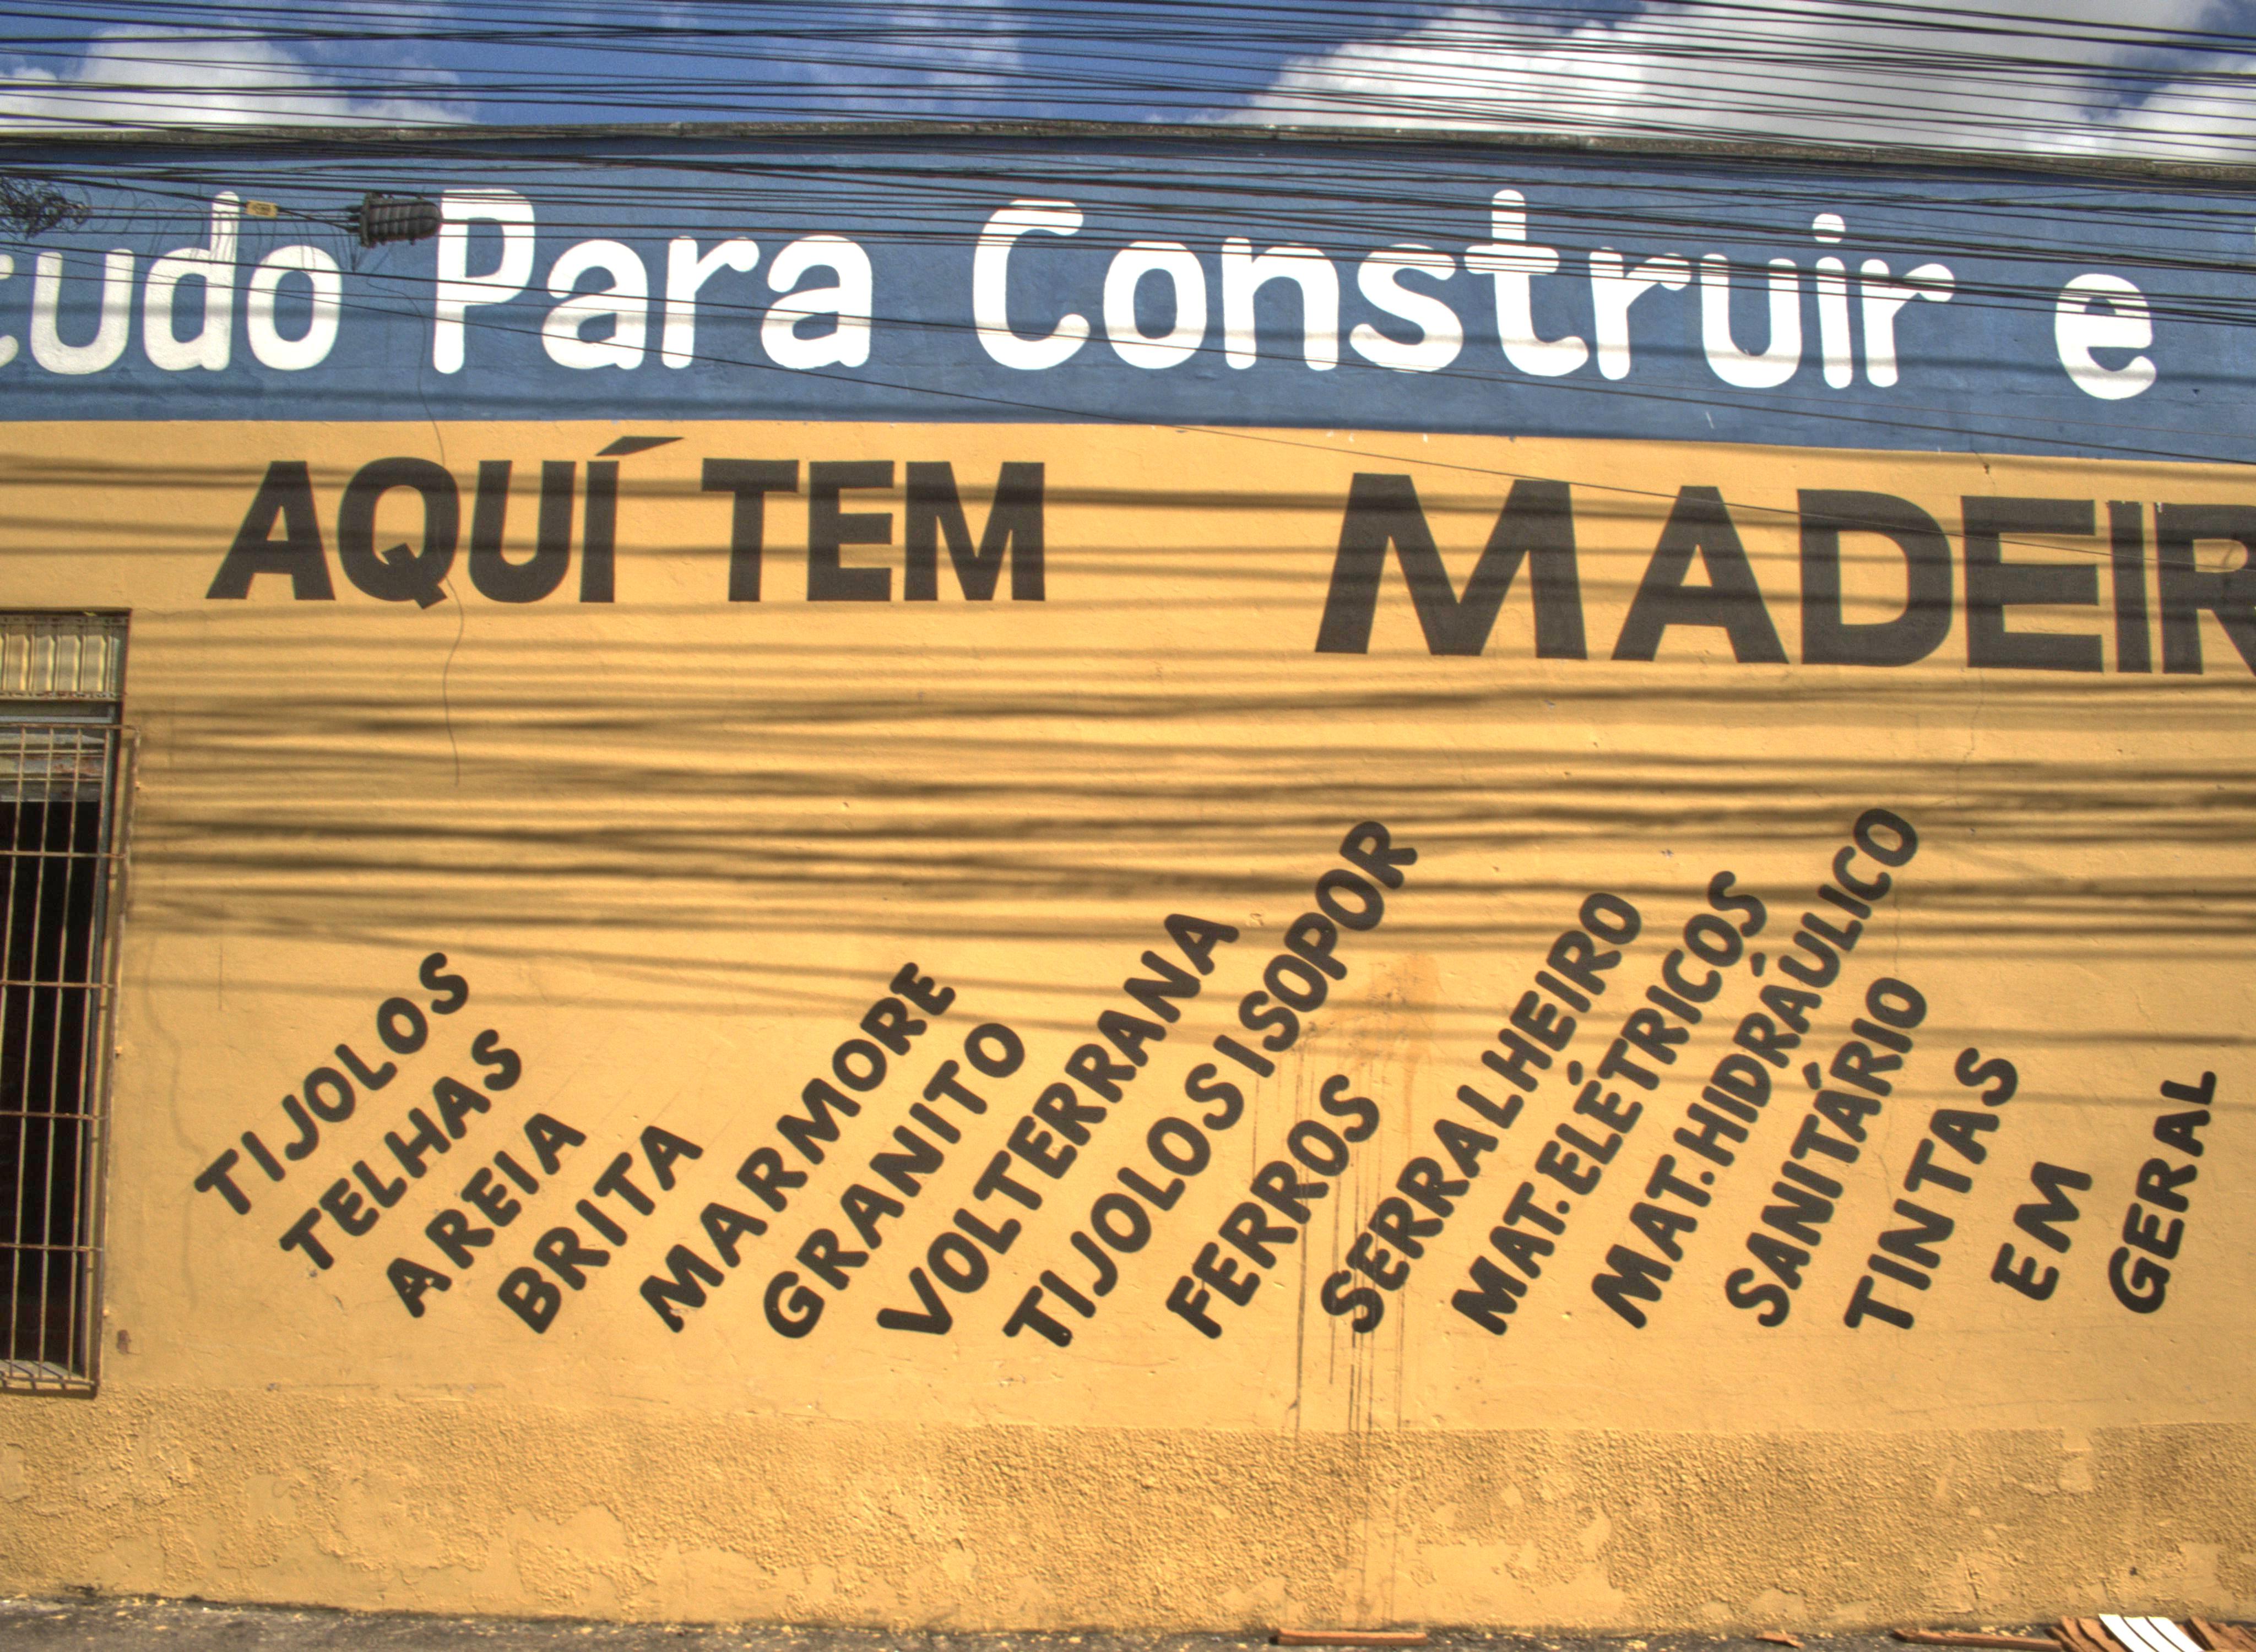 tudo Para Construir e
AQUÍ TEM
MADEIR
TIJOLOS
TELHAS
AREIA
BRITA
MARMORE
GRANITO
VOLTERRANA
TIJOLOS ISOPOR
FERROS
SERRALHEIRO
MAT.ELÉTRICOS
MAT.HIDRÁULICO
SANITÁRIO
TINTAS
EM
GERAL